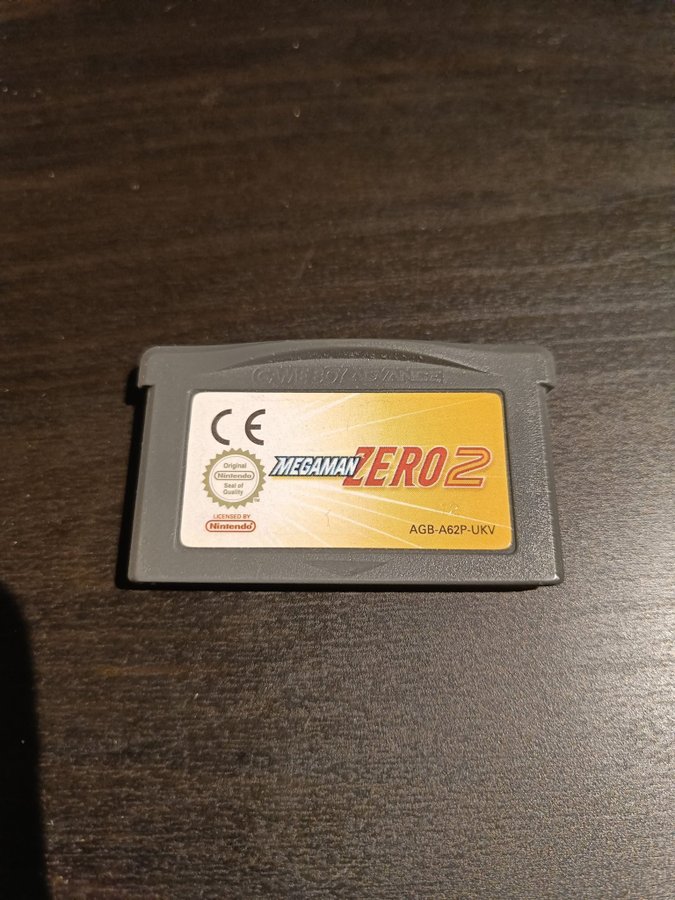 GAME BOY ADVANCE
CE
Original
Nintendo
Seal of
Quality
MEGAMAN ZERO 2
LICENSED BY
Nintendo
AGB-A62P-UKV